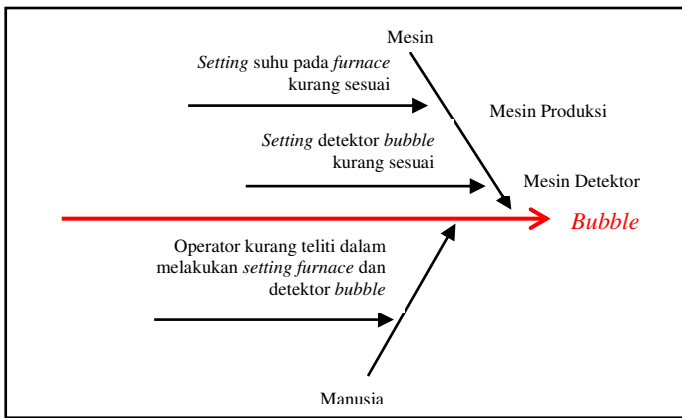 Mesin
Setting suhu pada furnace
kurang sesuai
Mesin Produksi
Setting detektor bubble
kurang sesuai
Mesin Detektor
Bubble
Operator kurang teliti dalam
melakukan setting furnace dan
detektor bubble
Manusia